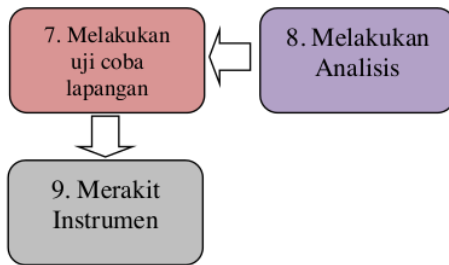 7. Melakukan
uji coba
lapangan
8. Melakukan
Analisis
9. Merakit
Instrumen